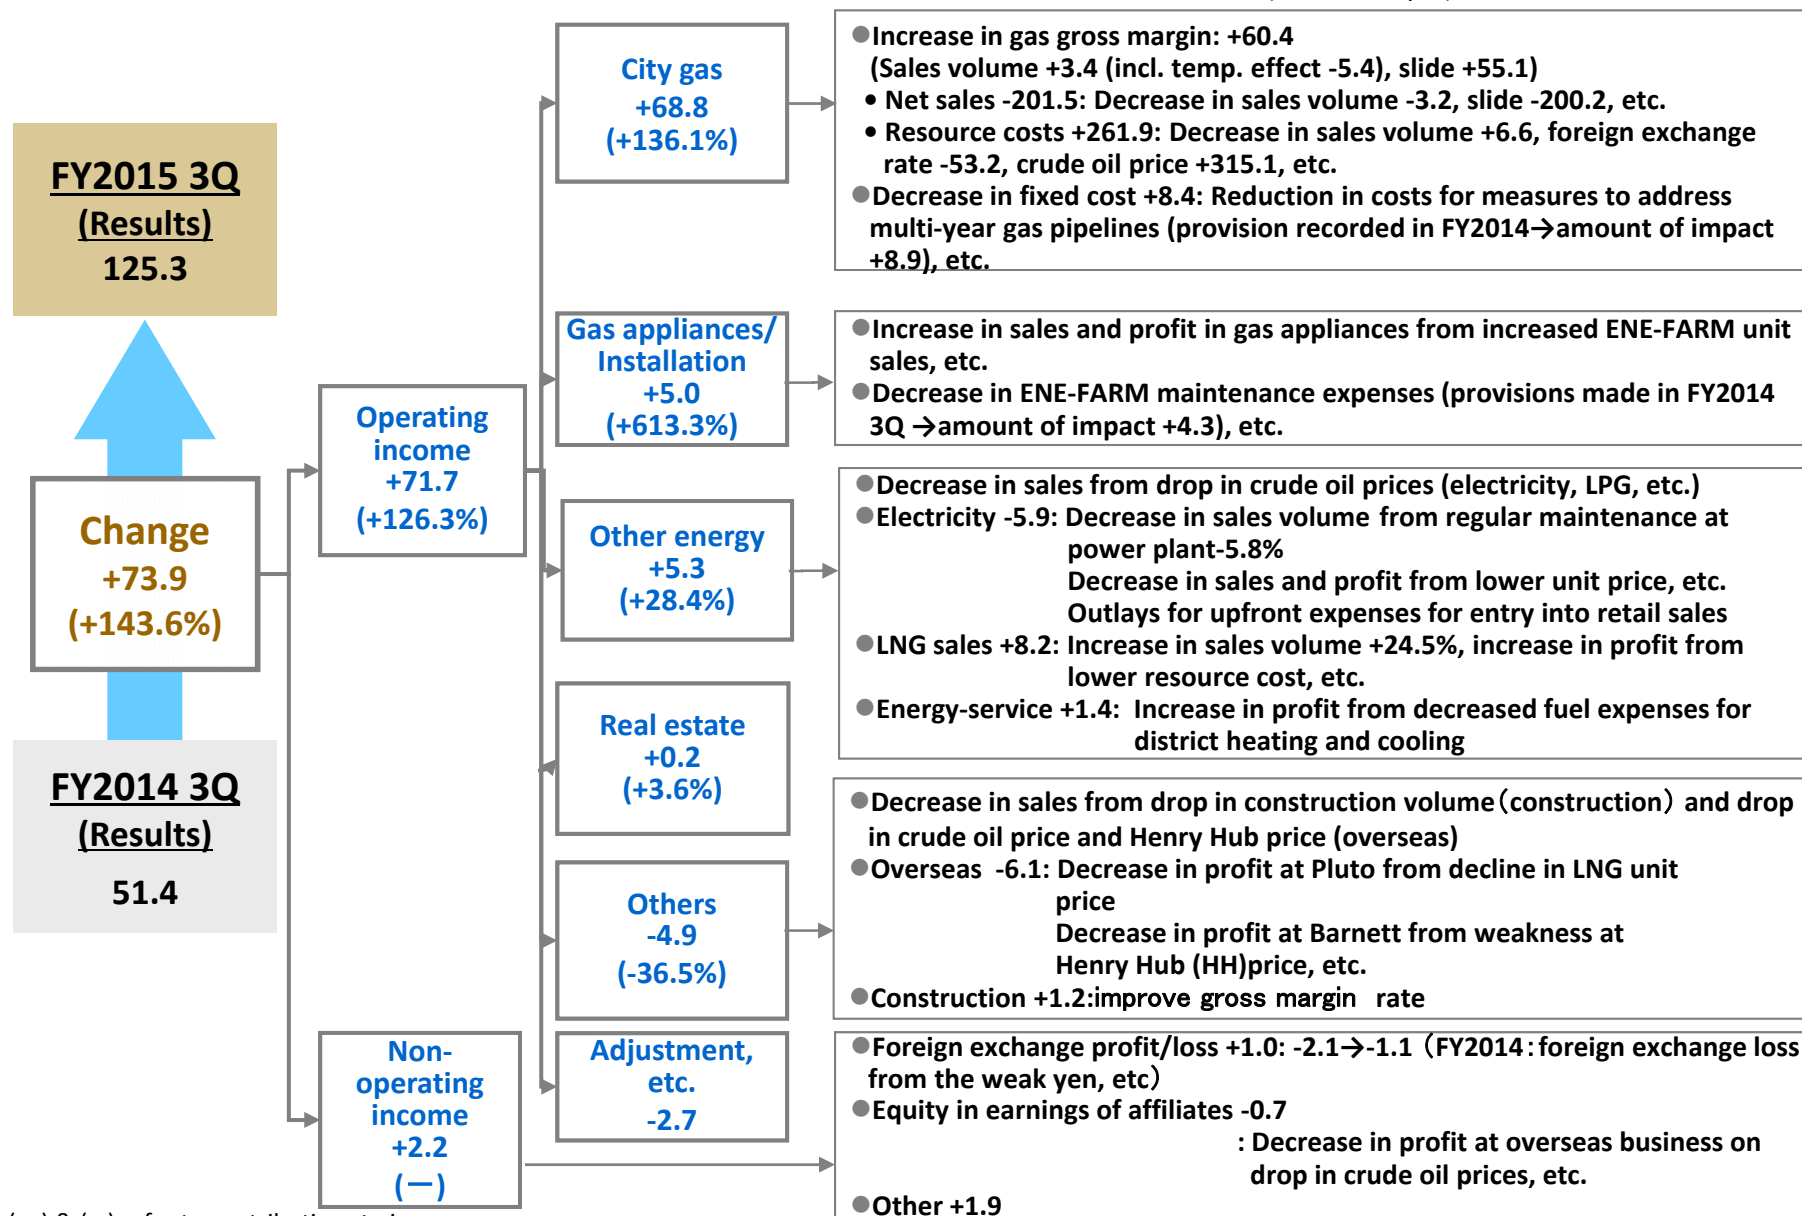 FY2015 3Q
(Results)
125.3
Change
+73.9
(+143.6%)
FY2014 3Q
(Results)
51.4
Operating
income
+71.7
(+126.3%)
Non-
operating
income
+2.2
(—)
City gas
+68.8
(+136.1%)
Gas appliances/
Installation
+5.0
(+613.3%)
Other energy
+5.3
(+28.4%)
Real estate
+0.2
(+3.6%)
Others
-4.9
(-36.5%)
Adjustment,
etc.
-2.7
●Increase in gas gross margin: +60.4
(Sales volume +3.4 (incl. temp. effect -5.4), slide +55.1)
• Net sales -201.5: Decrease in sales volume -3.2, slide -200.2, etc.
• Resource costs +261.9: Decrease in sales volume +6.6, foreign exchange
rate -53.2, crude oil price +315.1, etc.
●Decrease in fixed cost +8.4: Reduction in costs for measures to address
multi-year gas pipelines (provision recorded in FY2014→amount of impact
+8.9), etc.
●Increase in sales and profit in gas appliances from increased ENE-FARM unit
sales, etc.
●Decrease in ENE-FARM maintenance expenses (provisions made in FY2014
3Q →amount of impact +4.3), etc.
●Decrease in sales from drop in crude oil prices (electricity, LPG, etc.)
●Electricity -5.9: Decrease in sales volume from regular maintenance at
power plant-5.8%
Decrease in sales and profit from lower unit price, etc.
Outlays for upfront expenses for entry into retail sales
●LNG sales +8.2: Increase in sales volume +24.5%, increase in profit from
lower resource cost, etc.
●Energy-service +1.4: Increase in profit from decreased fuel expenses for
district heating and cooling
●Decrease in sales from drop in construction volume（construction） and drop
in crude oil price and Henry Hub price (overseas)
●Overseas -6.1: Decrease in profit at Pluto from decline in LNG unit
price
Decrease in profit at Barnett from weakness at
Henry Hub (HH)price, etc.
●Construction +1.2:improve gross margin rate
●Foreign exchange profit/loss +1.0: -2.1→-1.1（FY2014：foreign exchange loss
from the weak yen, etc）
●Equity in earnings of affiliates -0.7
: Decrease in profit at overseas business on
drop in crude oil prices, etc.
●Other +1.9